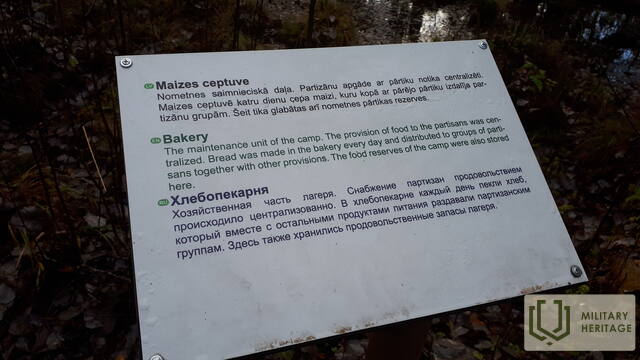 LV Maizes ceptuve
Nometnes saimnieciskā daļa. Partizānu apgāde ar pārtiku notika centralizēti.
Maizes ceptuvē katru dienu cepa maizi, kuru kopā ar pārējo pārtiku izdalīja par-
tizānu grupām. Šeit tika glabātas arī nometnes pārtikas rezerves.
EN Bakery
The maintenance unit of the camp. The provision of food to the partisans was cen-
tralized. Bread was made in the bakery every day and distributed to groups of parti-
sans together with other provisions. The food reserves of the camp were also stored
here.
RU Хлебопекарня
Хозяйственная часть лагеря. Снабжение партизан продовольствием
происходило централизованно. В хлебопекарне каждый день пекли хлеб,
который вместе с остальными продуктами питания раздавали партизанским
группам. Здесь также хранились продовольственные запасы лагеря.
MILITARY
HERITAGE